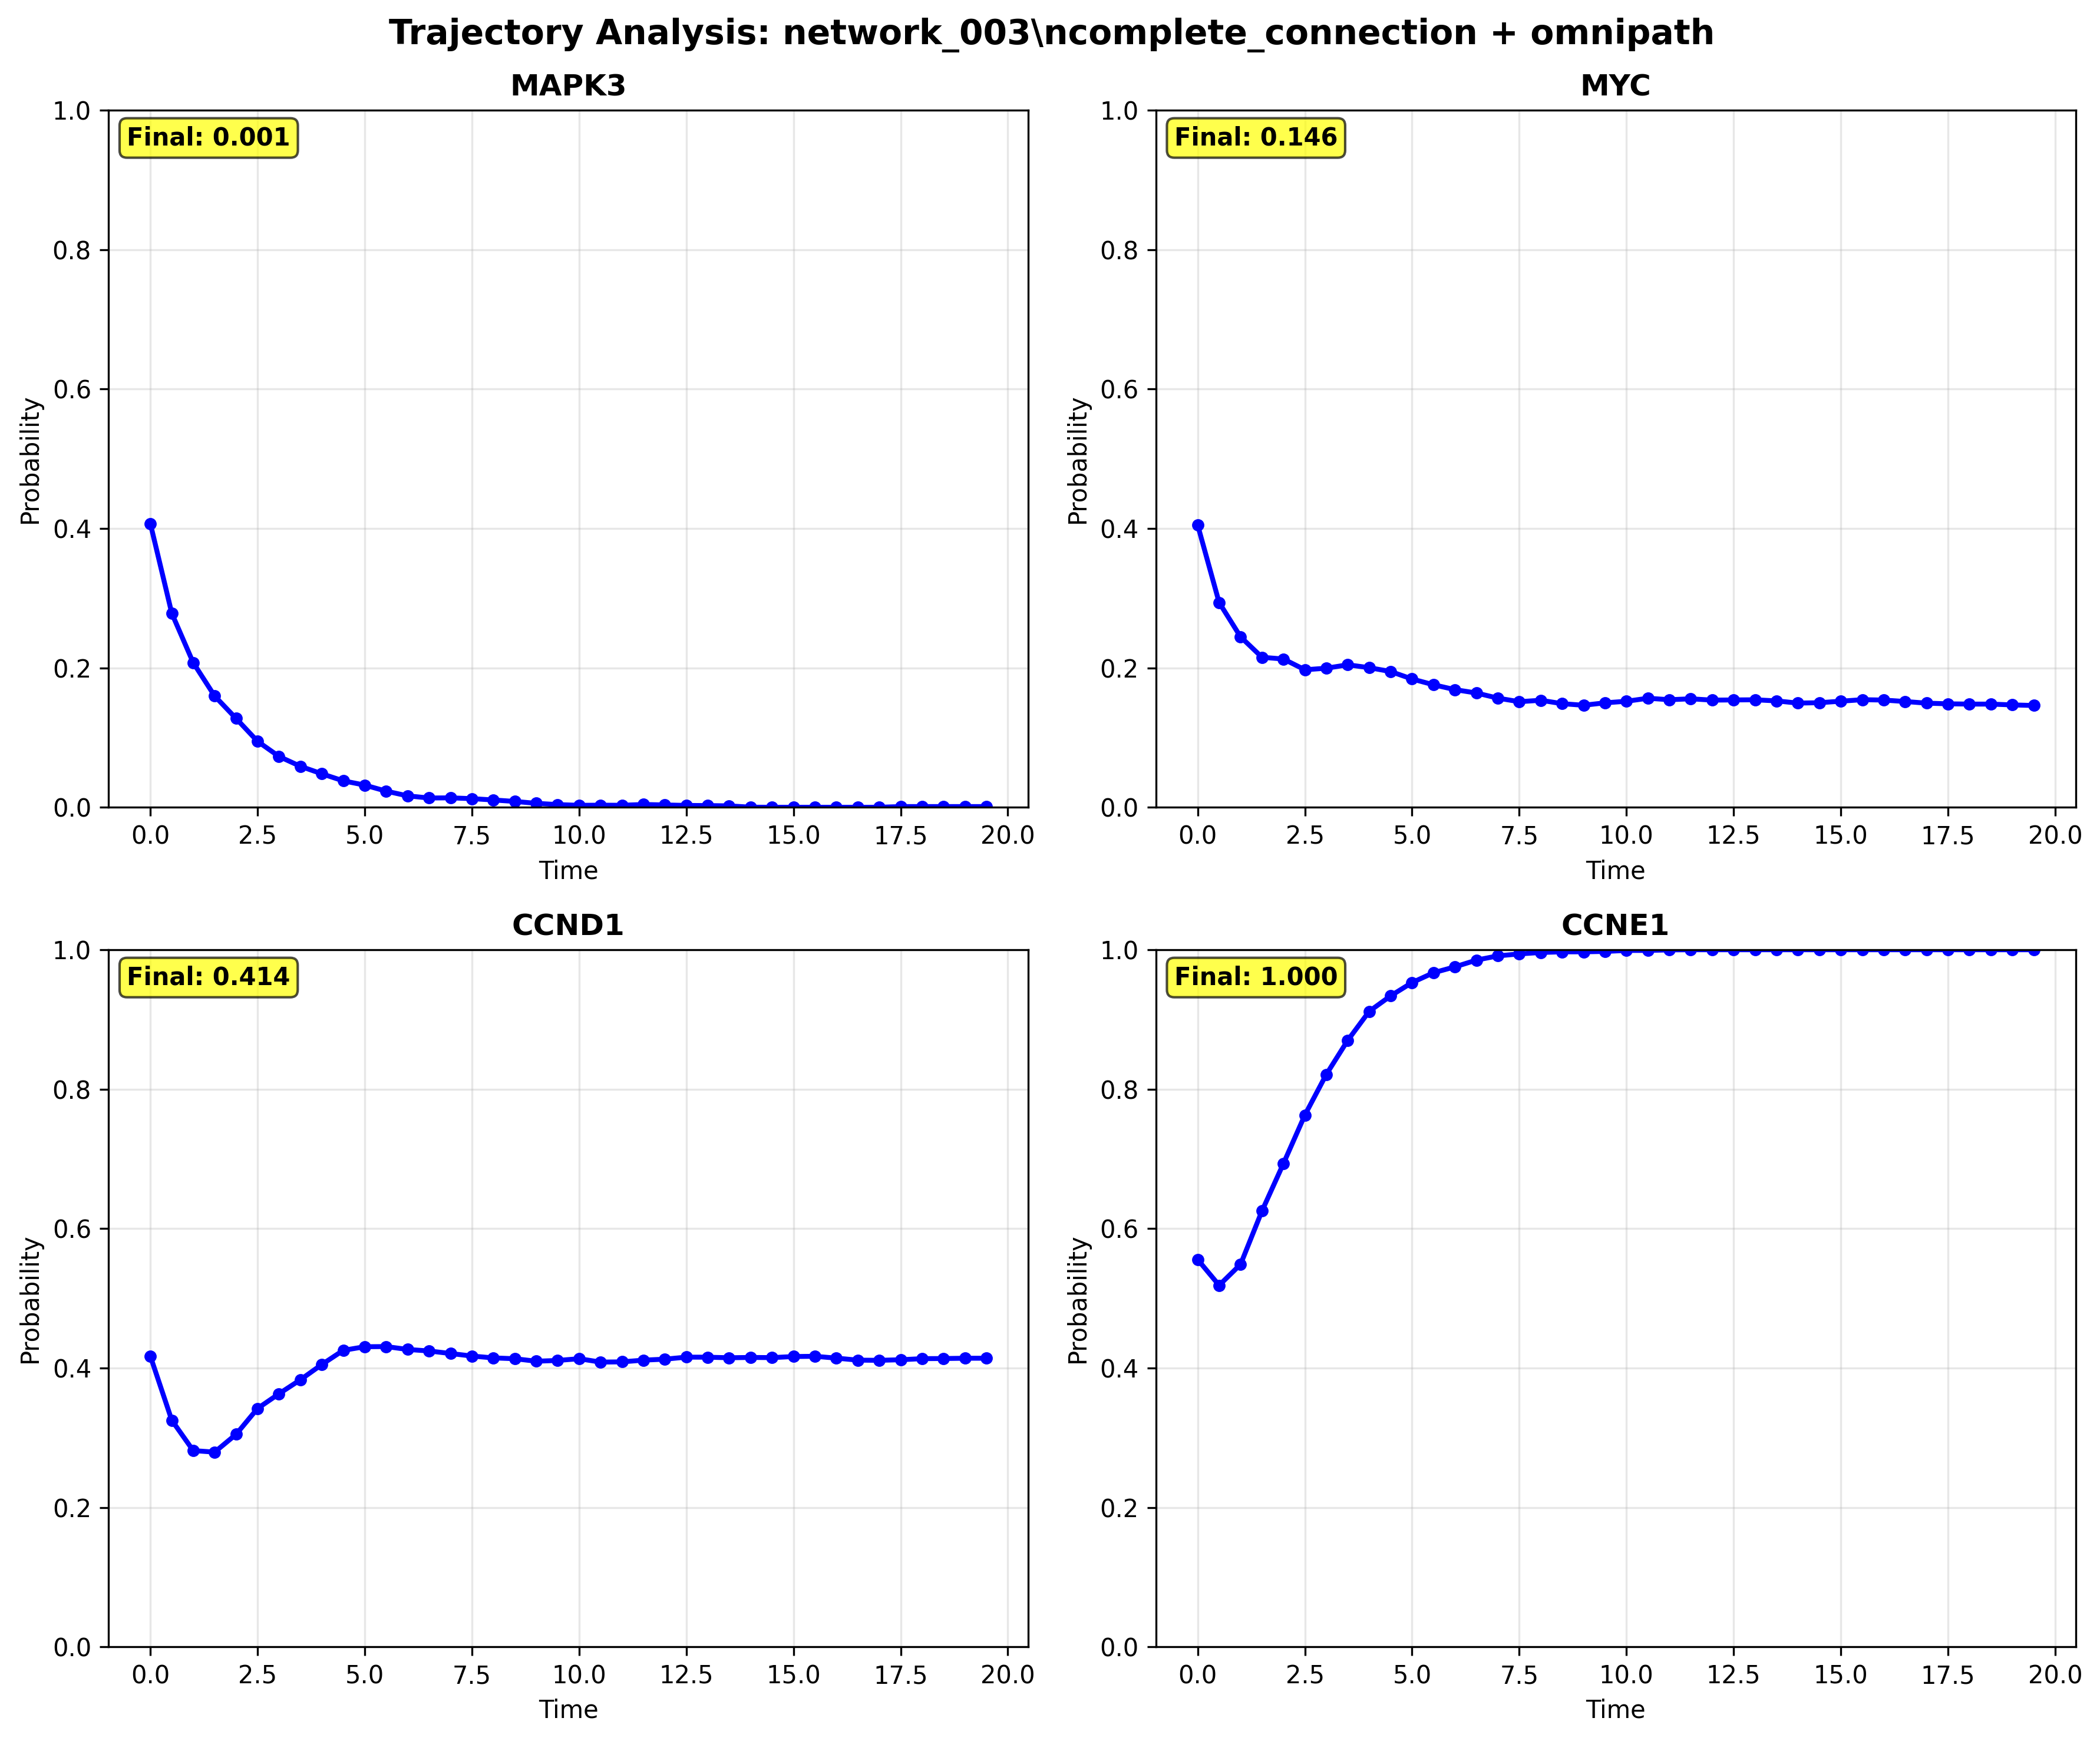 Trajectory Analysis: network_003\ncomplete_connection + omnipath
MAPK3
Final: 0.001
1.0
0.8
0.6
0.4
0.2
0.0
Probability
0.0 2.5 5.0 7.5 10.0 12.5 15.0 17.5 20.0
Time
MYC
Final: 0.146
1.0
0.8
0.6
0.4
0.2
0.0
Probability
0.0 2.5 5.0 7.5 10.0 12.5 15.0 17.5 20.0
Time
CCND1
Final: 0.414
1.0
0.8
0.6
0.4
0.2
0.0
Probability
0.0 2.5 5.0 7.5 10.0 12.5 15.0 17.5 20.0
Time
CCNE1
Final: 1.000
1.0
0.8
0.6
0.4
0.2
0.0
Probability
0.0 2.5 5.0 7.5 10.0 12.5 15.0 17.5 20.0
Time